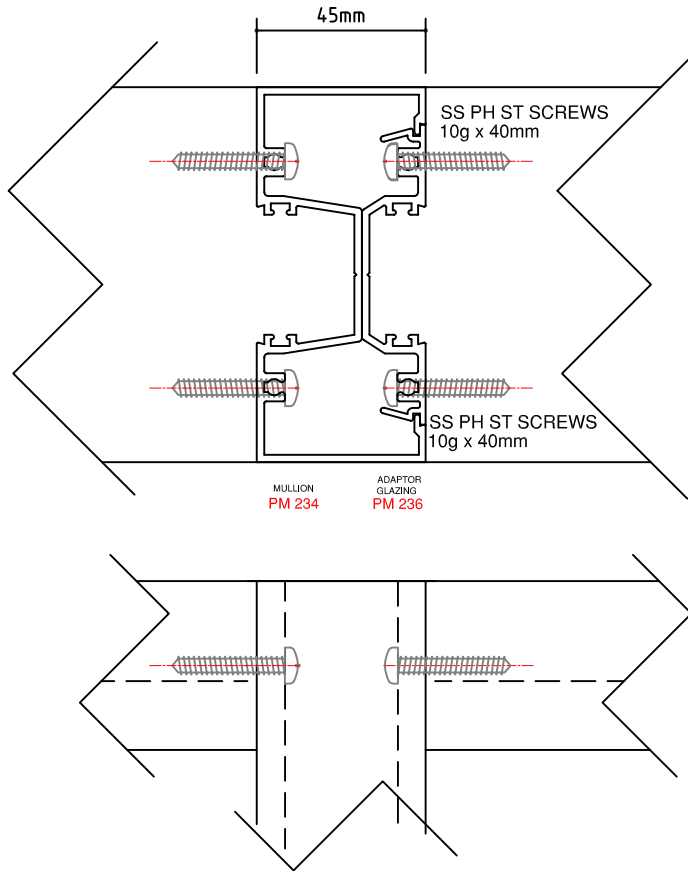 45mm
SS PH ST SCREWS
10g x 40mm
SS PH ST SCREWS
10g x 40mm
MULLION
PM 234
ADAPTOR
GLAZING
PM 236